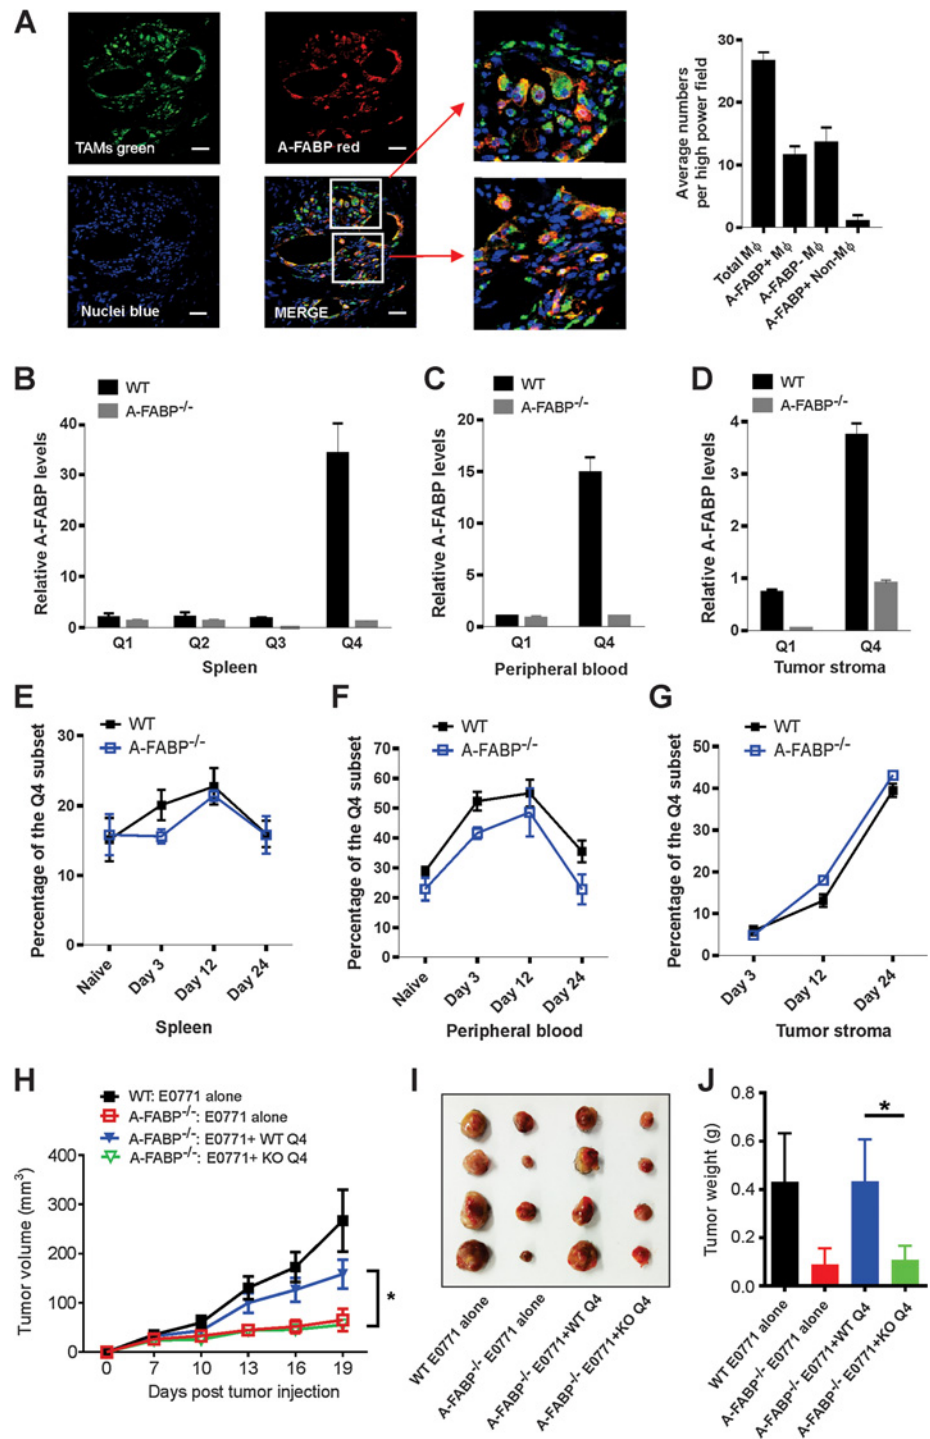 A
TAMs green
A-FABP red
Nuclei blue
MERGE
Average numbers
per high power field
30
20
10
0
Total Mϕ
A-FABP+ Mϕ
A-FABP- Mϕ
A-FABP+ Non-Mϕ
B
WT
A-FABP-/-
Relative A-FABP levels
40
30
20
10
0
Q1 Q2 Q3 Q4
Spleen
C
WT
A-FABP-/-
Relative A-FABP levels
20
15
10
5
0
Q1 Q4
Peripheral blood
D
WT
A-FABP-/-
Relative A-FABP levels
4
3
2
1
0
Q1 Q4
Tumor stroma
E
WT
A-FABP-/-
Percentage of the Q4 subset
30
20
10
0
Naive Day 3 Day 12 Day 24
Spleen
F
WT
A-FABP-/-
Percentage of the Q4 subset
70
60
50
40
30
20
10
0
Naive Day 3 Day 12 Day 24
Peripheral blood
G
WT
A-FABP-/-
Percentage of the Q4 subset
50
40
30
20
10
0
Day 3 Day 12 Day 24
Tumor stroma
H
WT: E0771 alone
A-FABP-/-: E0771 alone
A-FABP-/-: E0771+ WT Q4
A-FABP-/-: E0771+ KO Q4
Tumor volume (mm3)
400
300
200
100
0
*
0 7 10 13 16 19
Days post tumor injection
I
WT E0771 alone
A-FABP-/- E0771 alone
A-FABP-/- E0771+WT Q4
A-FABP-/- E0771+KO Q4
J
Tumor weight (g)
0.8
0.6
0.4
0.2
0.0
*
WT E0771 alone
A-FABP-/- E0771 alone
A-FABP-/- E0771+WT Q4
A-FABP-/- E0771+KO Q4